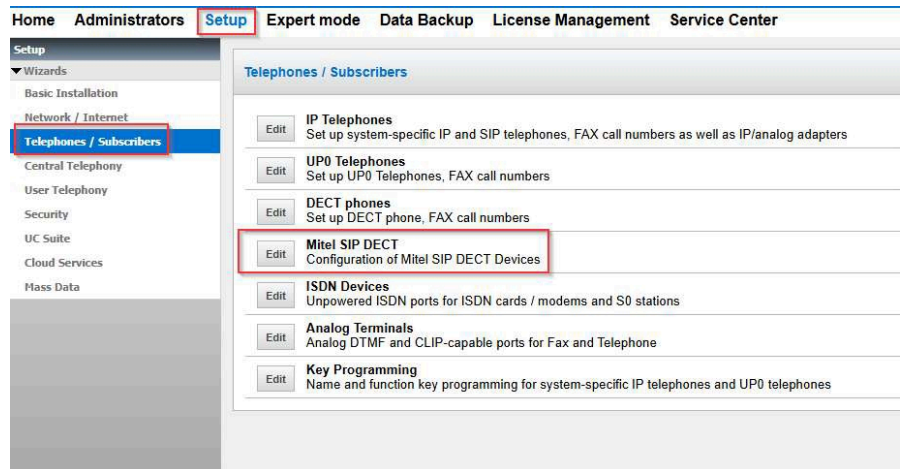 Home Administrators Setup Expert mode Data Backup License Management Service Center
Setup
Wizards
Basic Installation
Network / Internet
Telephones / Subscribers
Central Telephony
User Telephony
Security
UC Suite
Cloud Services
Mass Data
Telephones / Subscribers
Edit
IP Telephones
Set up system-specific IP and SIP telephones, FAX call numbers as well as IP/analog adapters
Edit
UP0 Telephones
Set up UP0 Telephones, FAX call numbers
Edit
DECT phones
Set up DECT phone, FAX call numbers
Edit
Mitel SIP DECT
Configuration of Mitel SIP DECT Devices
Edit
ISDN Devices
Unpowered ISDN ports for ISDN cards / modems and S0 stations
Edit
Analog Terminals
Analog DTMF and CLIP-capable ports for Fax and Telephone
Edit
Key Programming
Name and function key programming for system-specific IP telephones and UP0 telephones